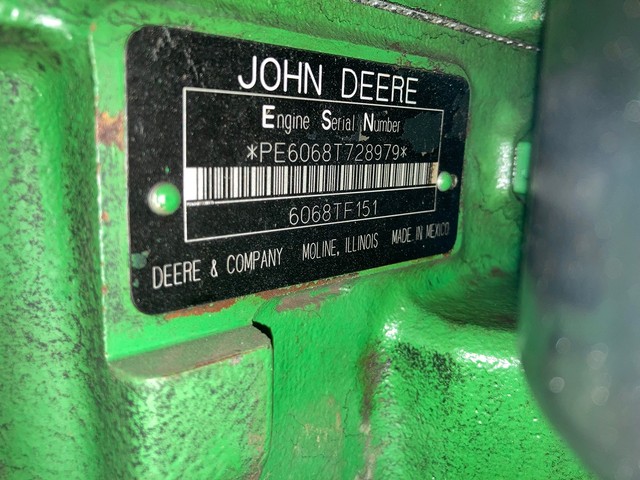 JOHN DEERE
Engine Serial Number
*PE6068T728979*
6068TF151
DEERE & COMPANY MOLINE, ILLINOIS MADE IN MEXICO